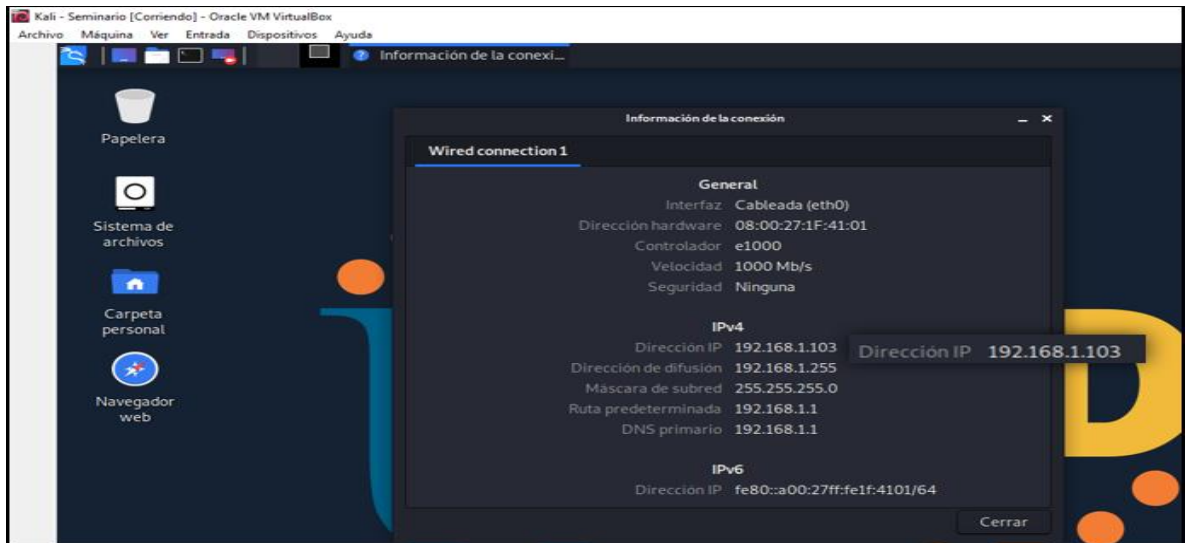 Kali - Seminario [Corriendo] - Oracle VM VirtualBox
Archivo Máquina Ver Entrada Dispositivos Ayuda
Información de la conexi...
Papelera
Sistema de
archivos
Carpeta
personal
Navegador
web
Información de la conexión
Wired connection 1
General
Interfaz Cableada (eth0)
Dirección hardware 08:00:27:1F:41:01
Controlador e1000
Velocidad 1000 Mb/s
Seguridad Ninguna
IPv4
Dirección IP 192.168.1.103
Dirección IP 192.168.1.103
Dirección de difusión 192.168.1.255
Máscara de subred 255.255.255.0
Ruta predeterminada 192.168.1.1
DNS primario 192.168.1.1
IPv6
Dirección IP fe80::a00:27ff:fe1f:4101/64
Cerrar